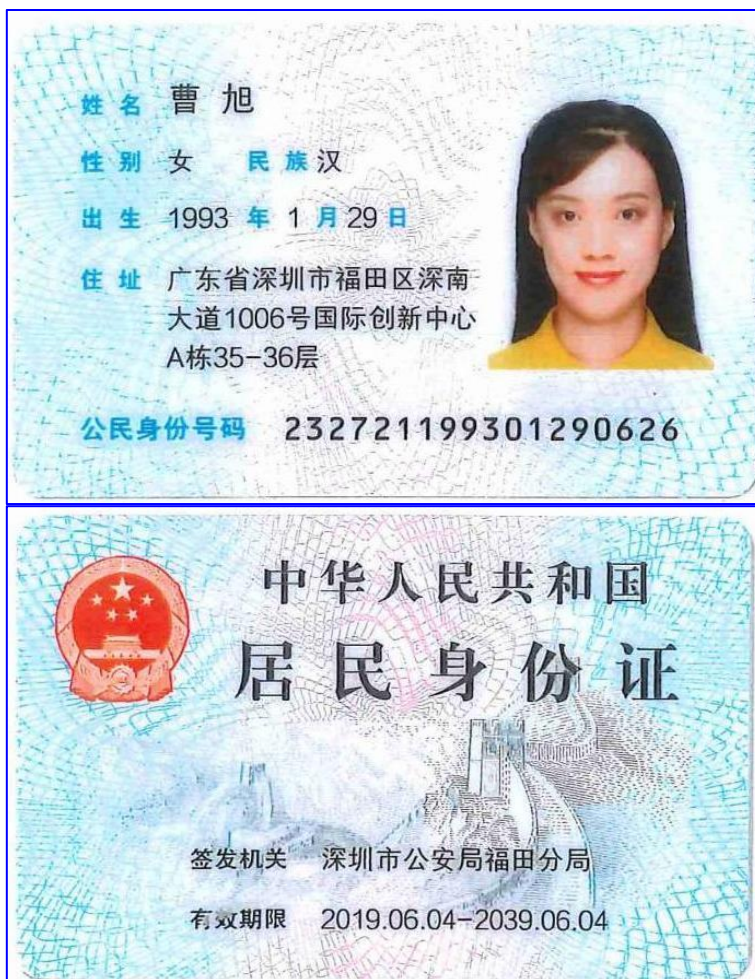 姓名 曹旭
性别 女 民族 汉
出生 1993 年 1 月 29 日
住址 广东省深圳市福田区深南
大道1006号国际创新中心
A栋35-36层
公民身份号码 232721199301290626
中华人民共和国
居民身份证
签发机关 深圳市公安局福田分局
有效期限 2019.06.04-2039.06.04